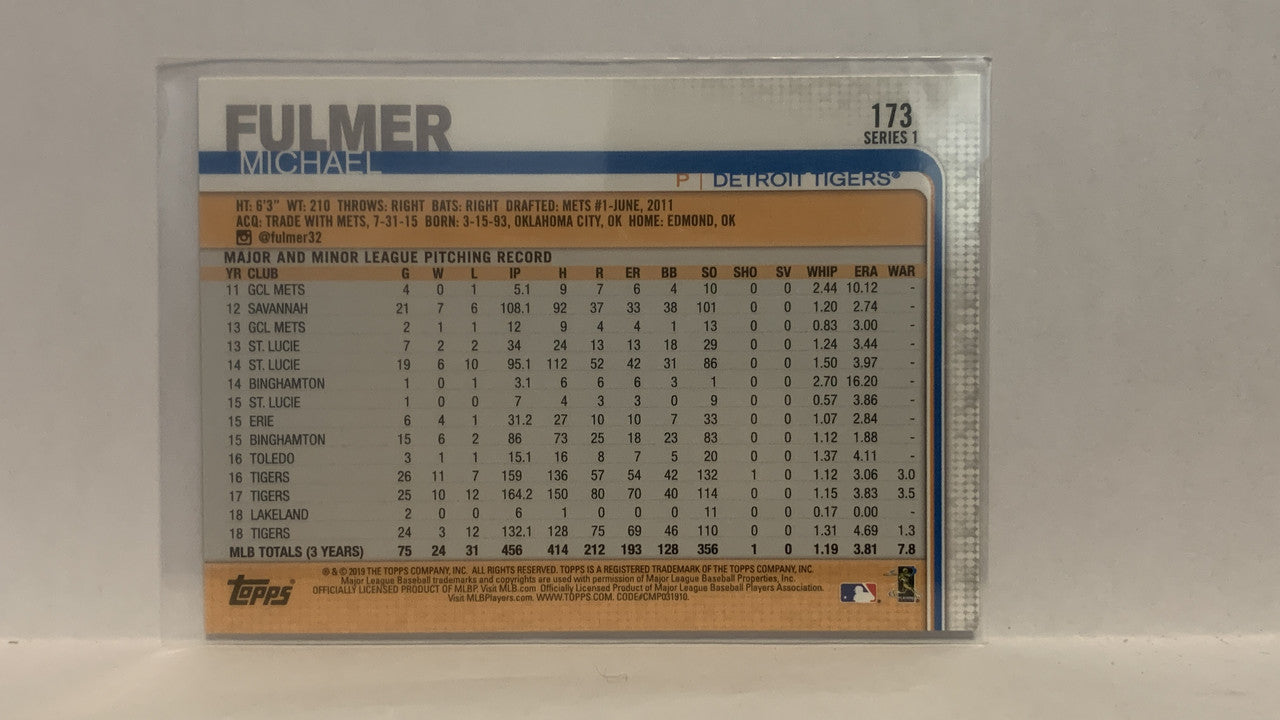 FULMER
MICHAEL
173
SERIES 1
P | DETROIT TIGERS®
HT: 6'3" WT: 210 THROWS: RIGHT BATS: RIGHT DRAFTED: METS #1-JUNE, 2011
ACQ: TRADE WITH METS, 7-31-15 BORN: 3-15-93, OKLAHOMA CITY, OK HOME: EDMOND, OK
@fulmer32
MAJOR AND MINOR LEAGUE PITCHING RECORD
YR CLUB G W L IP H R ER BB SO SHO SV WHIP ERA WAR
11 GCL METS 4 0 1 5.1 9 7 6 4 10 0 0 2.44 10.12 -
12 SAVANNAH 21 7 6 108.1 92 37 33 38 101 0 0 1.20 2.74 -
13 GCL METS 2 1 1 12 9 4 4 1 13 0 0 0.83 3.00 -
13 ST. LUCIE 7 2 2 34 24 13 13 18 29 0 0 1.24 3.44 -
14 ST. LUCIE 19 6 10 95.1 112 52 42 31 86 0 0 1.50 3.97 -
14 BINGHAMTON 1 0 1 3.1 6 6 6 3 1 0 0 2.70 16.20 -
15 ST. LUCIE 1 0 0 7 4 3 3 0 9 0 0 0.57 3.86 -
15 ERIE 6 4 1 31.2 27 10 10 7 33 0 0 1.07 2.84 -
15 BINGHAMTON 15 6 2 86 73 25 18 23 83 0 0 1.12 1.88 -
16 TOLEDO 3 1 1 15.1 16 8 7 5 20 0 0 1.37 4.11 -
16 TIGERS 26 11 7 159 136 57 54 42 132 1 0 1.12 3.06 3.0
17 TIGERS 25 10 12 164.2 150 80 70 40 114 0 0 1.15 3.83 3.5
18 LAKELAND 2 0 0 6 1 0 0 0 11 0 0 0.17 0.00 -
18 TIGERS 24 3 12 132.1 128 75 69 46 110 0 0 1.31 4.69 1.3
MLB TOTALS (3 YEARS) 75 24 31 456 414 212 193 128 356 1 0 1.19 3.81 7.8
Topps®
® & © 2019 THE TOPPS COMPANY, INC. ALL RIGHTS RESERVED. TOPPS IS A REGISTERED TRADEMARK OF THE TOPPS COMPANY, INC.
Major League Baseball trademarks and copyrights are used with permission of Major League Baseball Properties, Inc.
OFFICIALLY LICENSED PRODUCT OF MLBP. Visit MLB.com Officially Licensed Product of Major League Baseball Players Association.
Visit MLBPlayers.com. WWW.TOPPS.COM. CODE#CMP031910.